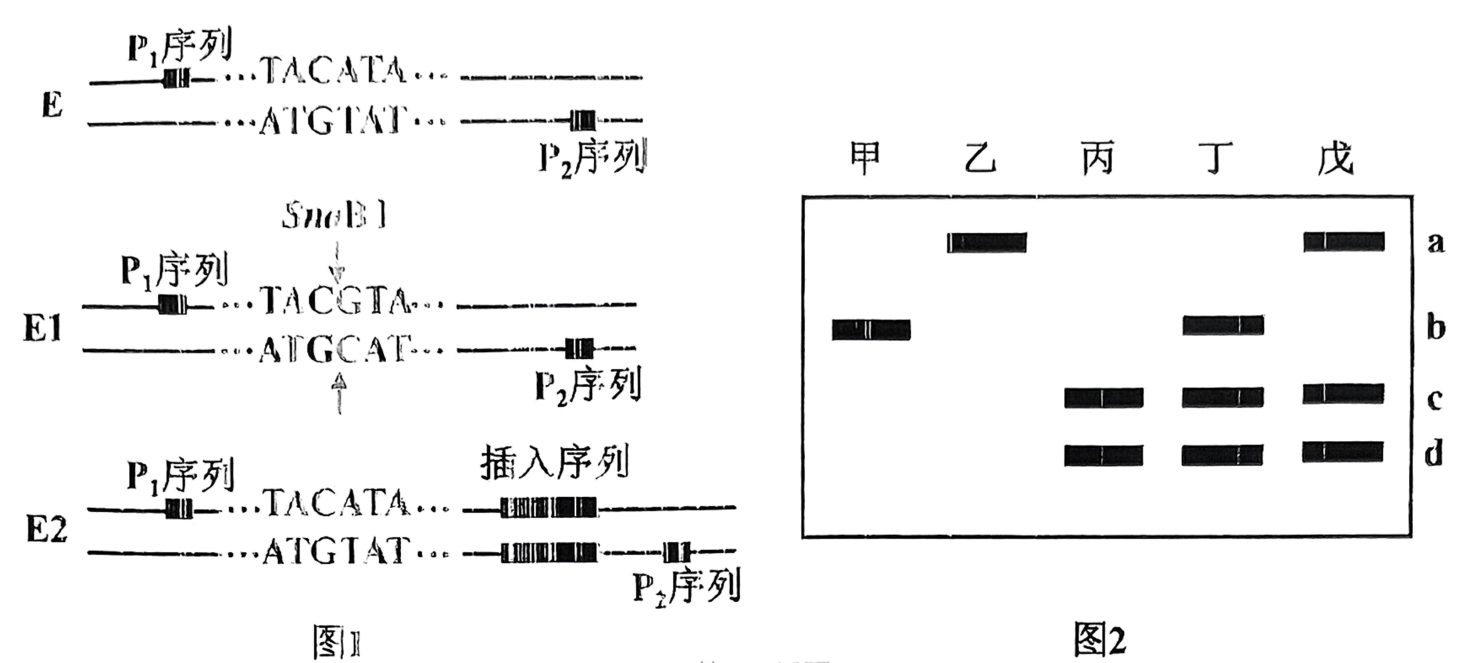 P₁序列
E …TACATA…
…ATGTAT…
P₂序列
SnaB I
P₁序列
E1 …TACGTA…
…ATGCAT…
P₂序列
P₁序列 插入序列
E2 …TACATA…
…ATGTAT…
P₂序列
图1
甲 乙 丙 丁 戊
a
b
c
d
图2